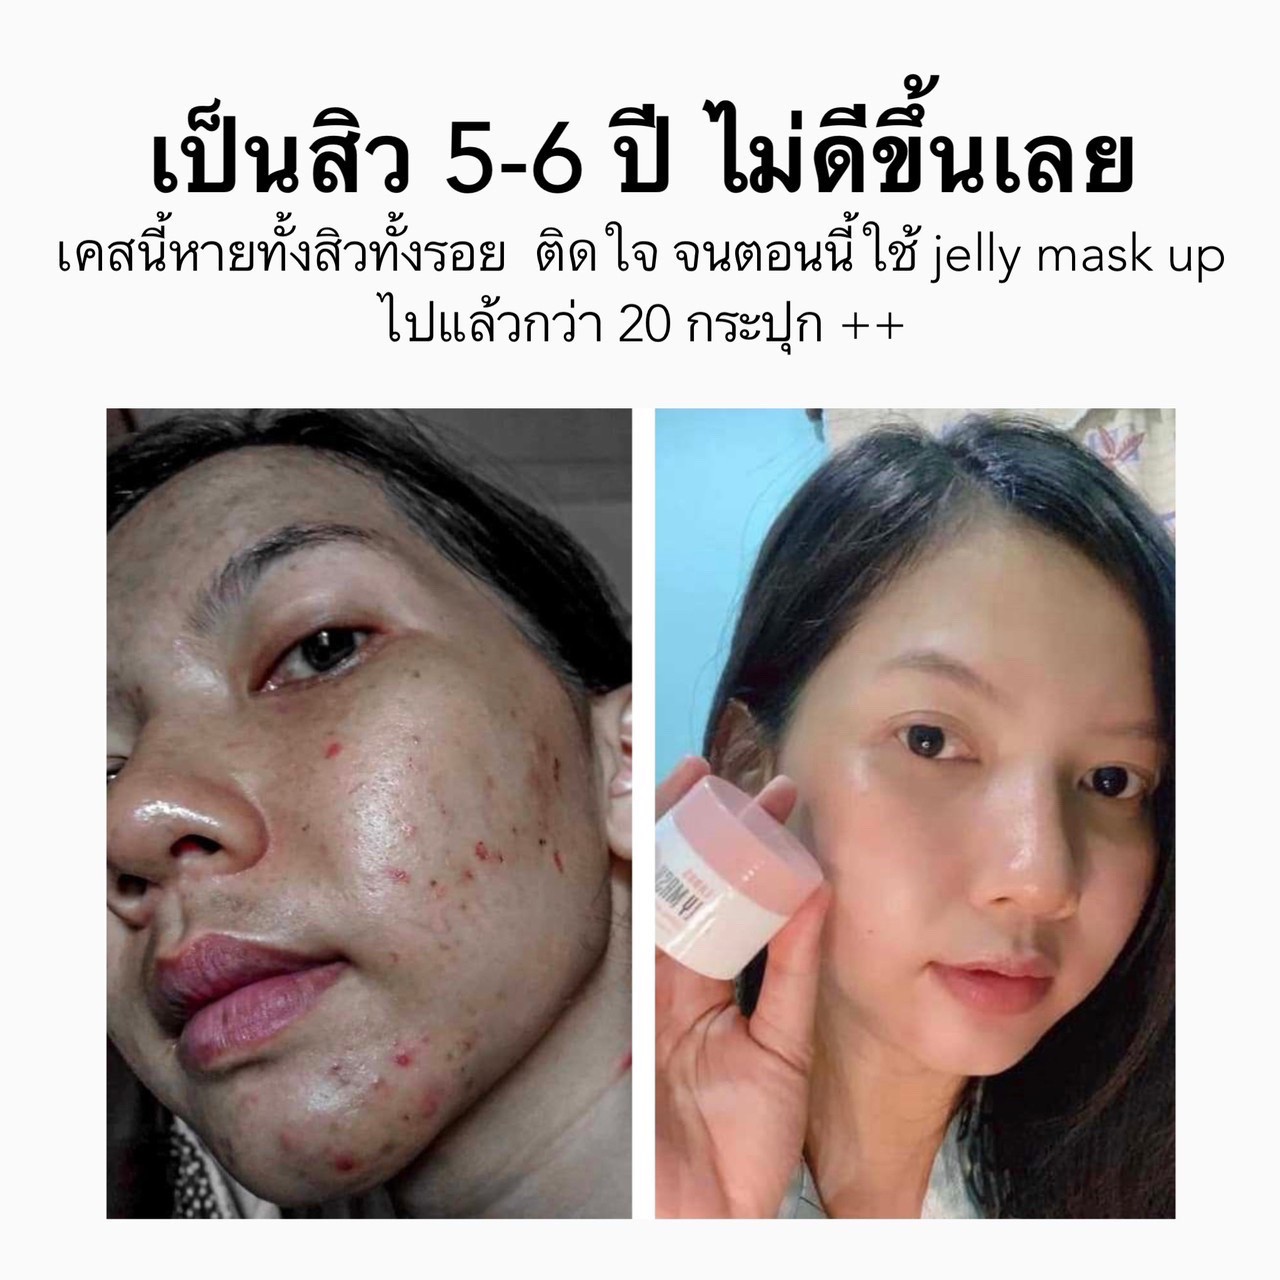 เป็นสิว 5-6 ปี ไม่ดีขึ้นเลย
เคสนี้หายทั้งสิวทั้งรอย ติดใจ จนตอนนี้ใช้ jelly mask up
ไปแล้วกว่า 20 กระปุก ++